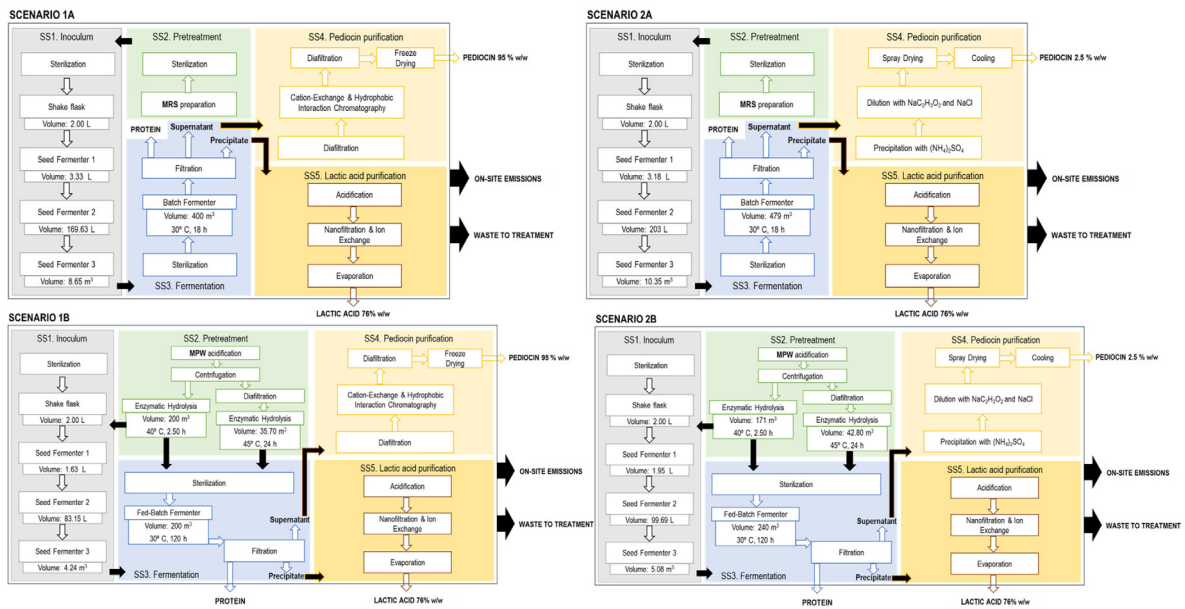 SCENARIO 1A
SS1. Inoculum
Sterilization
Shake flask
Volume: 2.00 L
Seed Fermenter 1
Volume: 3.33 L
Seed Fermenter 2
Volume: 169.63 L
Seed Fermenter 3
Volume: 8.65 m³
SS2. Pretreatment
Sterilization
MRS preparation
PROTEIN
Supernatant
Precipitate
Filtration
Batch Fermenter
Volume: 400 m³
30º C, 18 h
Sterilization
SS3. Fermentation
SS4. Pediocin purification
Diafiltration
Freeze
Drying
PEDIOCIN 95 % w/w
Cation-Exchange & Hydrophobic
Interaction Chromatography
Diafiltration
SS5. Lactic acid purification
Acidification
Nanofiltration & Ion
Exchange
Evaporation
ON-SITE EMISSIONS
WASTE TO TREATMENT
LACTIC ACID 76% w/w
SCENARIO 2A
SS1. Inoculum
Sterilization
Shake flask
Volume: 2.00 L
Seed Fermenter 1
Volume: 3.18 L
Seed Fermenter 2
Volume: 203 L
Seed Fermenter 3
Volume: 10.35 m³
SS2. Pretreatment
Sterilization
MRS preparation
PROTEIN
Supernatant
Precipitate
Filtration
Batch Fermenter
Volume: 479 m³
30º C, 18 h
Sterilization
SS3. Fermentation
SS4. Pediocin purification
Spray Drying
Cooling
PEDIOCIN 2.5 % w/w
Dilution with NaC₂H₃O₂ and NaCl
Precipitation with (NH₄)₂SO₄
SS5. Lactic acid purification
Acidification
Nanofiltration & Ion
Exchange
Evaporation
ON-SITE EMISSIONS
WASTE TO TREATMENT
LACTIC ACID 76% w/w
SCENARIO 1B
SS1. Inoculum
Sterilization
Shake flask
Volume: 2.00 L
Seed Fermenter 1
Volume: 1.63 L
Seed Fermenter 2
Volume: 83.15 L
Seed Fermenter 3
Volume: 4.24 m³
SS2. Pretreatment
MPW acidification
Centrifugation
Diafiltration
Enzymatic Hydrolysis
Volume: 200 m³
40º C, 2.50 h
Enzymatic Hydrolysis
Volume: 35.70 m³
45º C, 24 h
Sterilization
Fed-Batch Fermenter
Volume: 200 m³
30º C, 120 h
Supernatant
Filtration
Precipitate
SS3. Fermentation
PROTEIN
SS4. Pediocin purification
Diafiltration
Freeze
Drying
PEDIOCIN 95 % w/w
Cation-Exchange & Hydrophobic
Interaction Chromatography
Diafiltration
SS5. Lactic acid purification
Acidification
Nanofiltration & Ion
Exchange
Evaporation
ON-SITE EMISSIONS
WASTE TO TREATMENT
LACTIC ACID 76% w/w
SCENARIO 2B
SS1. Inoculum
Sterilization
Shake flask
Volume: 2.00 L
Seed Fermenter 1
Volume: 1.95 L
Seed Fermenter 2
Volume: 99.69 L
Seed Fermenter 3
Volume: 5.08 m³
SS2. Pretreatment
MPW acidification
Centrifugation
Diafiltration
Enzymatic Hydrolysis
Volume: 171 m³
40º C, 2.50 h
Enzymatic Hydrolysis
Volume: 42.80 m³
45º C, 24 h
Sterilization
Fed-Batch Fermenter
Volume: 240 m³
30º C, 120 h
Supernatant
Filtration
Precipitate
SS3. Fermentation
PROTEIN
SS4. Pediocin purification
Spray Drying
Cooling
PEDIOCIN 2.5 % w/w
Dilution with NaC₂H₃O₂ and NaCl
Precipitation with (NH₄)₂SO₄
SS5. Lactic acid purification
Acidification
Nanofiltration & Ion
Exchange
Evaporation
ON-SITE EMISSIONS
WASTE TO TREATMENT
LACTIC ACID 76% w/w